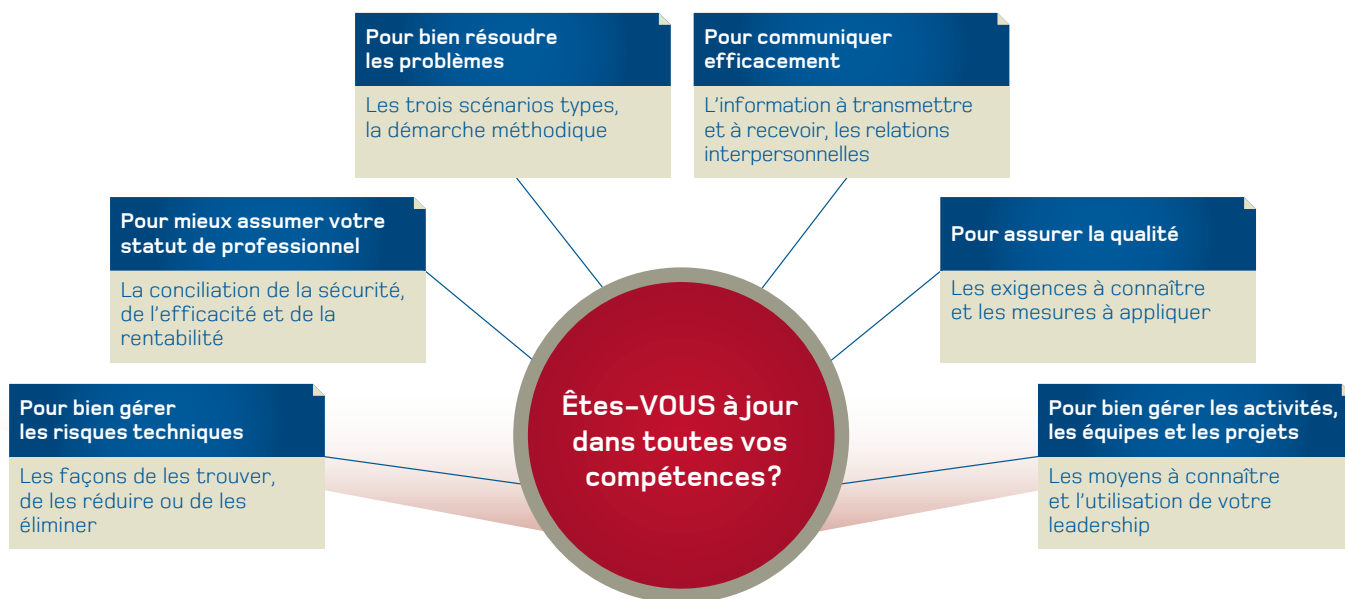 Pour bien résoudre
les problèmes
Les trois scénarios types,
la démarche méthodique
Pour communiquer
efficacement
L'information à transmettre
et à recevoir, les relations
interpersonnelles
Pour mieux assumer votre
statut de professionnel
La conciliation de la sécurité,
de l'efficacité et de la
rentabilité
Pour assurer la qualité
Les exigences à connaître
et les mesures à appliquer
Pour bien gérer
les risques techniques
Les façons de les trouver,
de les réduire ou de les
éliminer
Êtes-VOUS à jour
dans toutes vos
compétences?
Pour bien gérer les activités,
les équipes et les projets
Les moyens à connaître
et l'utilisation de votre
leadership